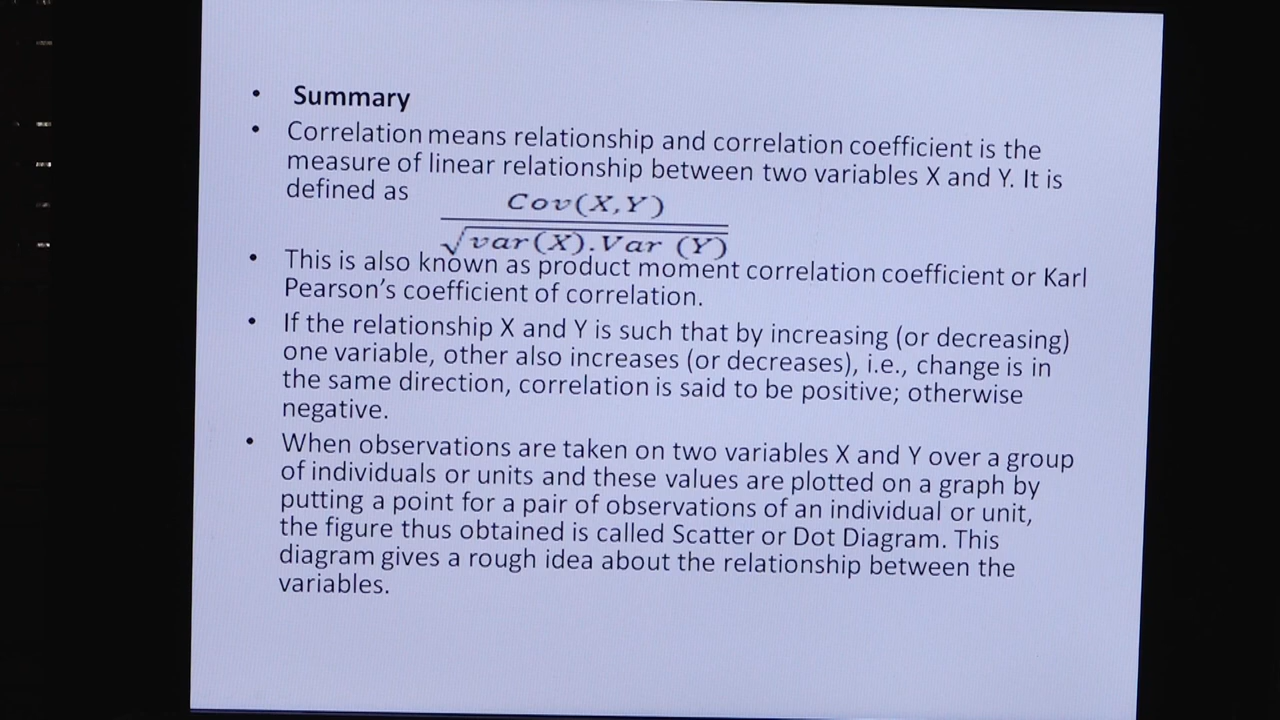 • Summary
• Correlation means relationship and correlation coefficient is the
measure of linear relationship between two variables X and Y. It is
defined as
Cov(X,Y)
√var(X).Var (Y)
• This is also known as product moment correlation coefficient or Karl
Pearson's coefficient of correlation.
• If the relationship X and Y is such that by increasing (or decreasing)
one variable, other also increases (or decreases), i.e., change is in
the same direction, correlation is said to be positive; otherwise
negative.
• When observations are taken on two variables X and Y over a group
of individuals or units and these values are plotted on a graph by
putting a point for a pair of observations of an individual or unit,
the figure thus obtained is called Scatter or Dot Diagram. This
diagram gives a rough idea about the relationship between the
variables.